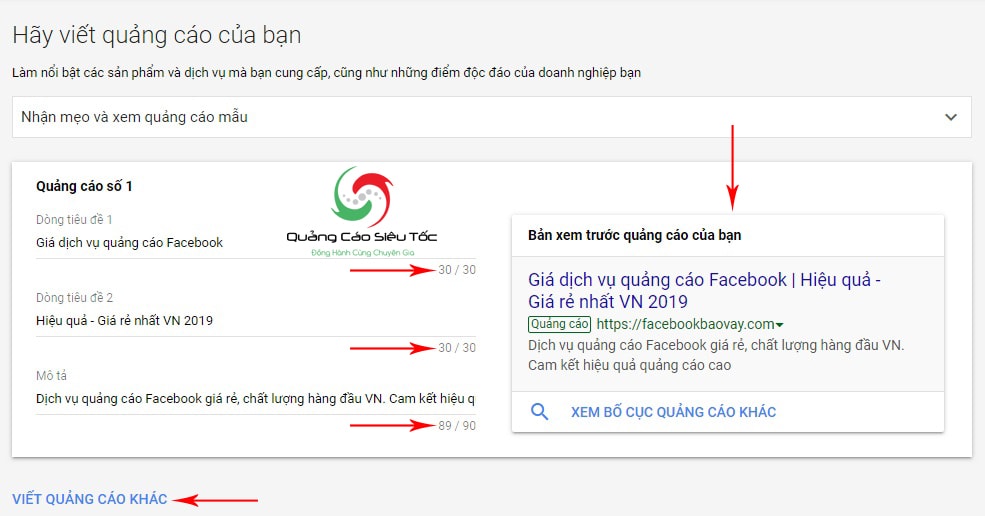 Hãy viết quảng cáo của bạn
Làm nổi bật các sản phẩm và dịch vụ mà bạn cung cấp, cũng như những điểm độc đáo của doanh nghiệp bạn
Nhận mẹo và xem quảng cáo mẫu
Quảng cáo số 1
Dòng tiêu đề 1
Giá dịch vụ quảng cáo Facebook
30 / 30
Quảng Cáo Siêu Tốc
Đồng Hành Cùng Chuyên Gia
Dòng tiêu đề 2
Hiệu quả - Giá rẻ nhất VN 2019
30 / 30
Mô tả
Dịch vụ quảng cáo Facebook giá rẻ, chất lượng hàng đầu VN. Cam kết hiệu q
89 / 90
Bản xem trước quảng cáo của bạn
Giá dịch vụ quảng cáo Facebook | Hiệu quả -
Giá rẻ nhất VN 2019
Quảng cáo https://facebookbaovay.com
Dịch vụ quảng cáo Facebook giá rẻ, chất lượng hàng đầu VN.
Cam kết hiệu quả quảng cáo cao
XEM BỐ CỤC QUẢNG CÁO KHÁC
VIẾT QUẢNG CÁO KHÁC